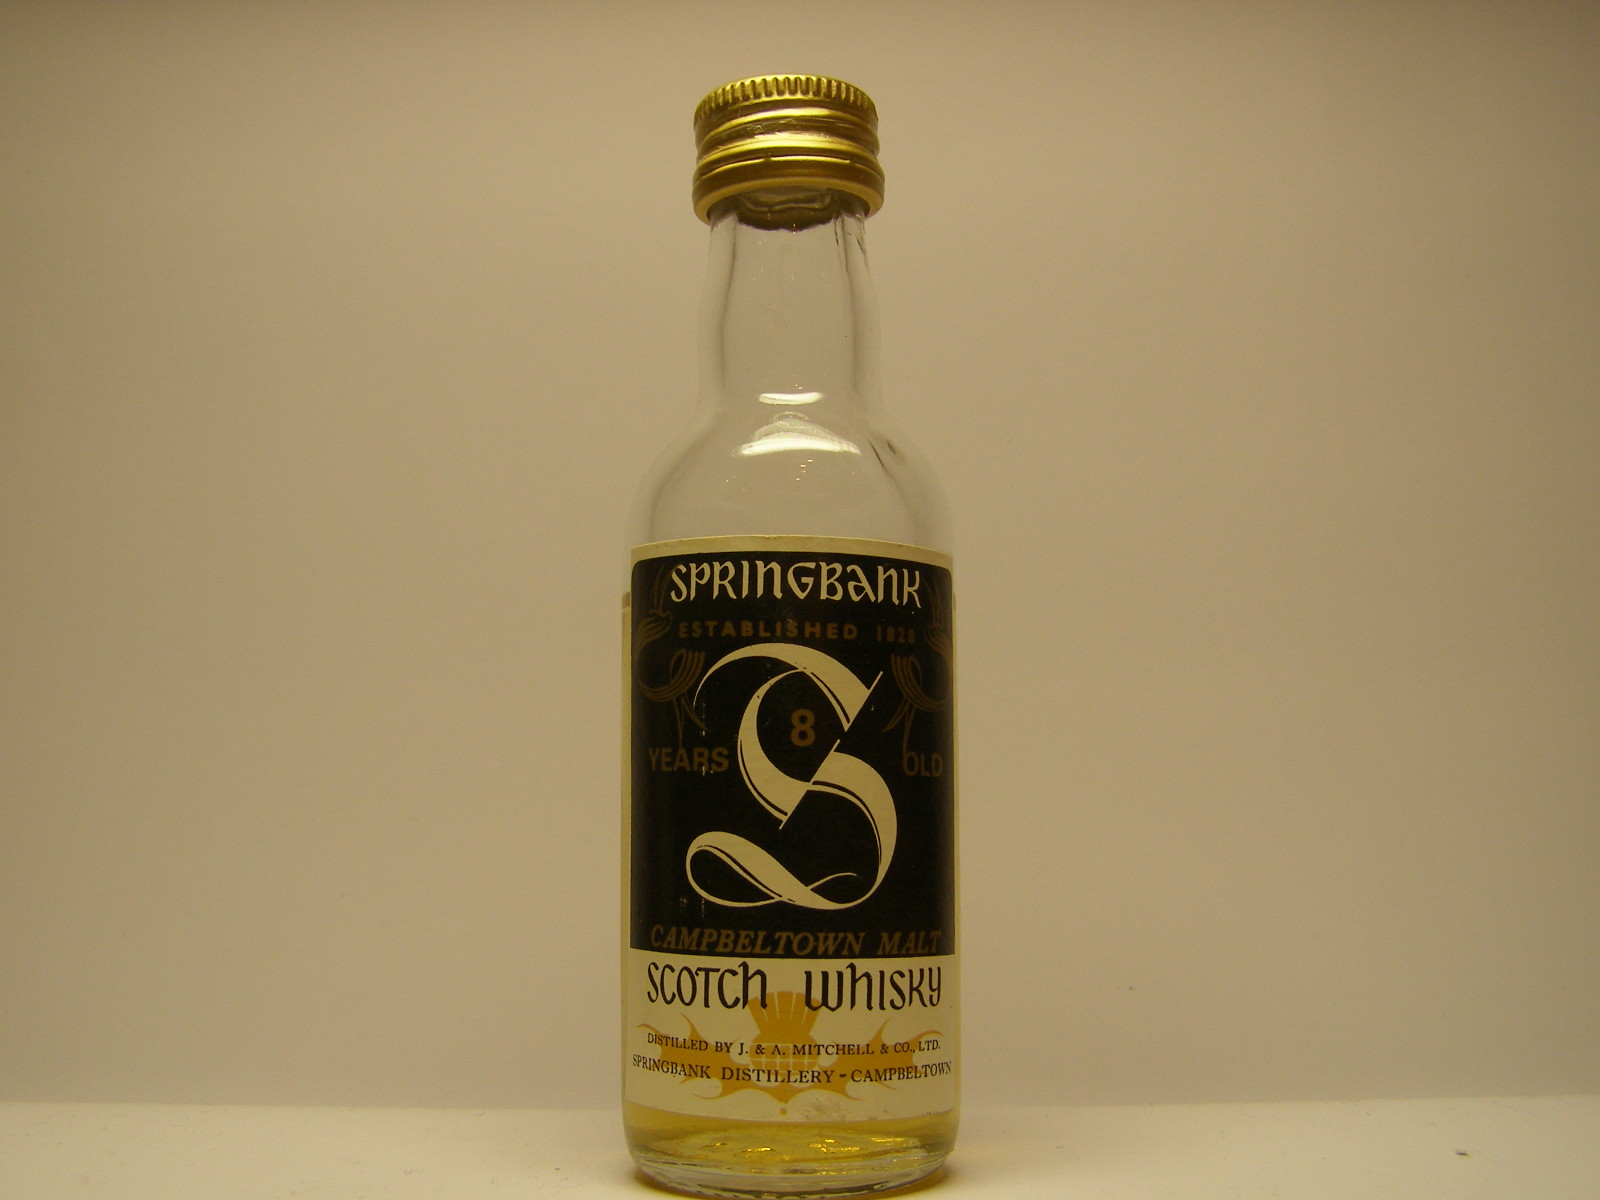 SPRINGBANK
ESTABLISHED 1828
S
8
YEARS OLD
CAMPBELTOWN MALT
SCOTCH WHISKY
DISTILLED BY J. & A. MITCHELL & CO., LTD.
SPRINGBANK DISTILLERY - CAMPBELTOWN